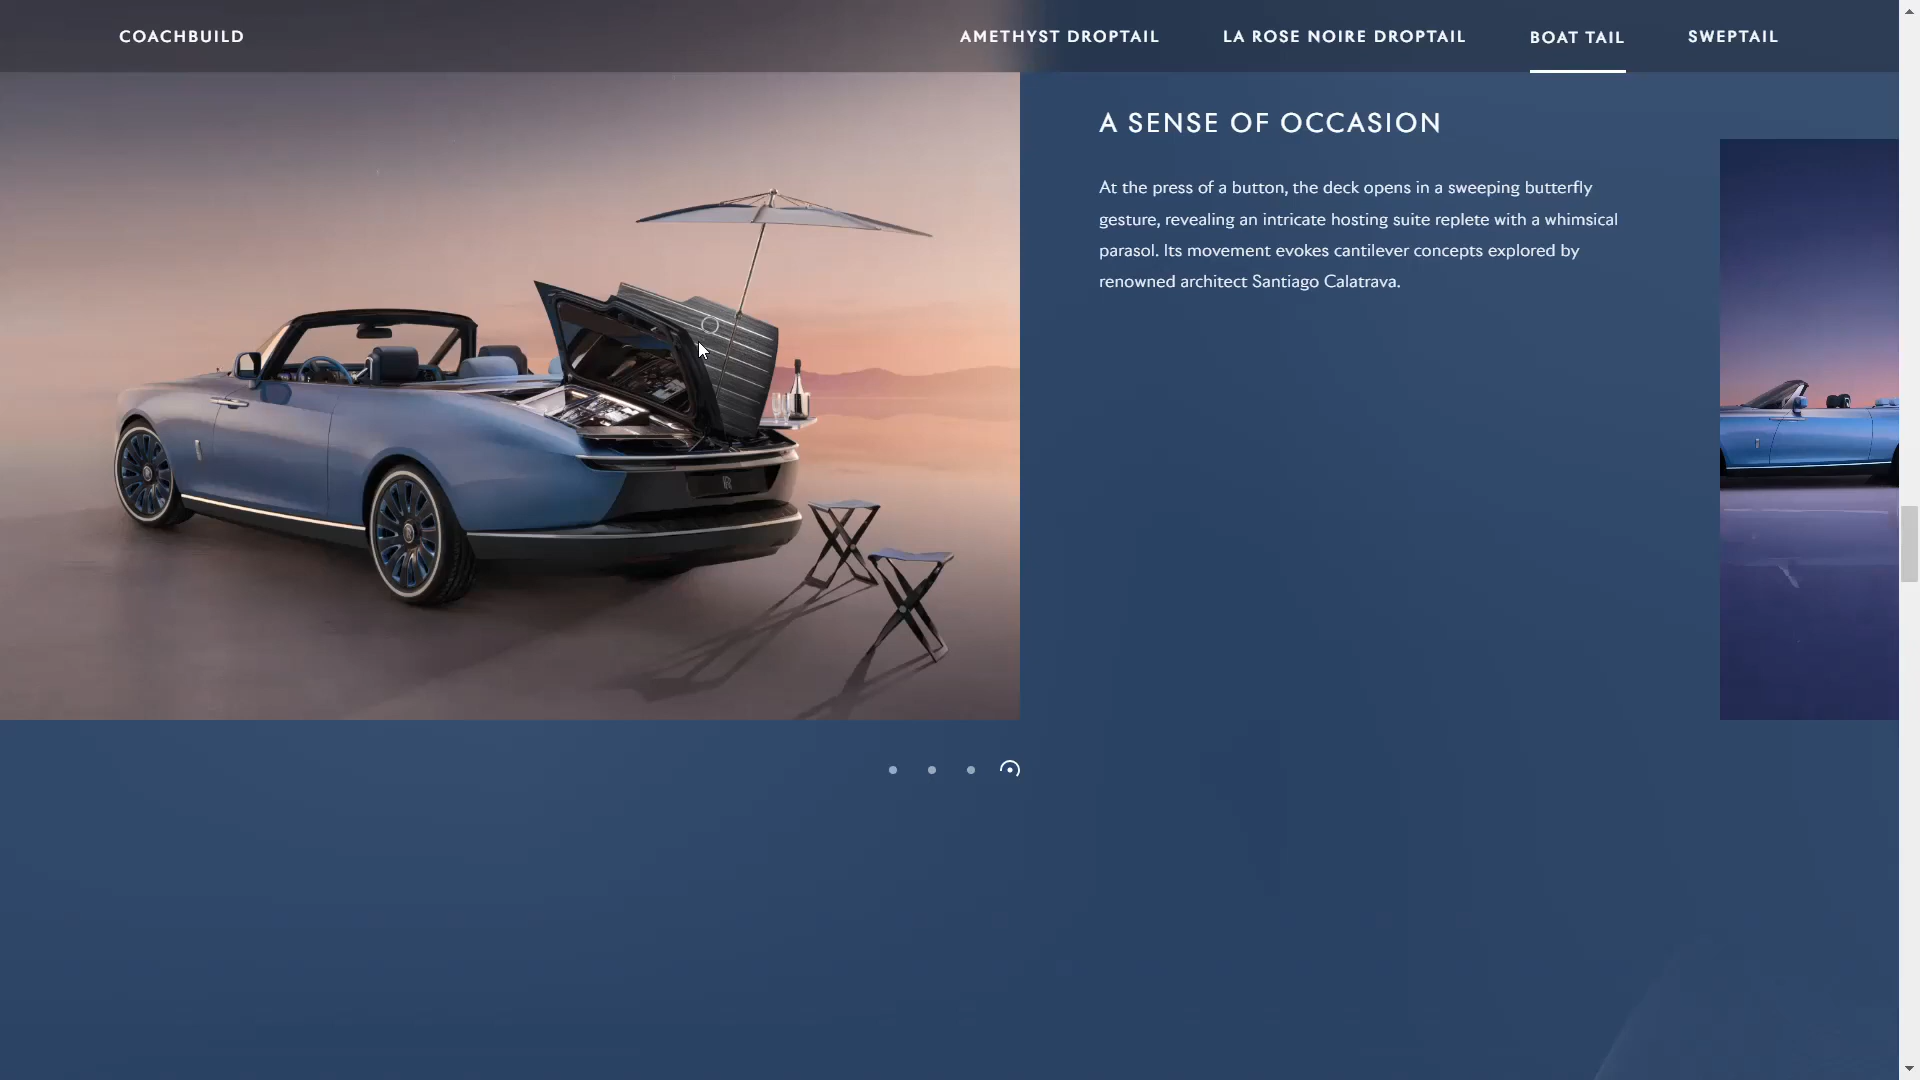 COACHBUILD
AMETHYST DROPTAIL
LA ROSE NOIRE DROPTAIL
BOAT TAIL
SWEPTAIL
A SENSE OF OCCASION
At the press of a button, the deck opens in a sweeping butterfly
gesture, revealing an intricate hosting suite replete with a whimsical
parasol. Its movement evokes cantilever concepts explored by
renowned architect Santiago Calatrava.